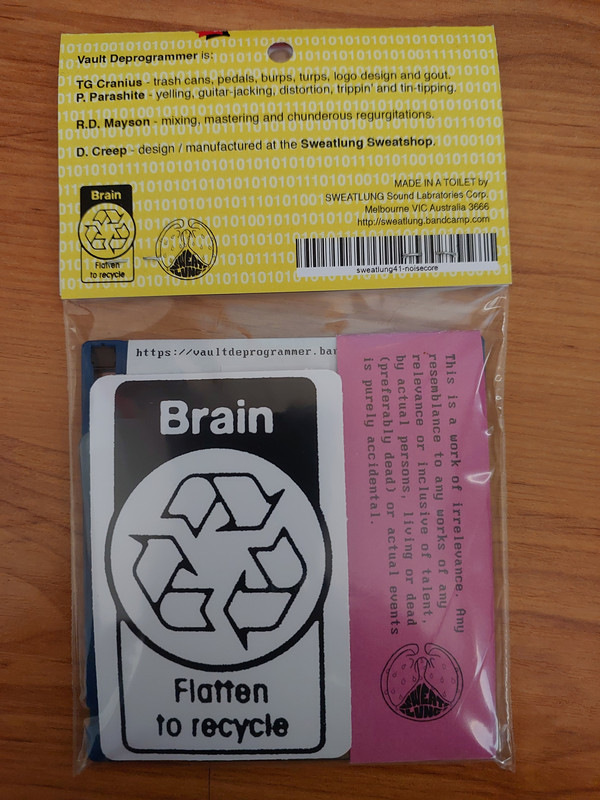 Vault Deprogrammer is:
TG Cranius - trash cans, pedals, burps, turps, logo design and gout.
P. Parashite - yelling, guitar-jacking, distortion, trippin' and tin-tipping.
R.D. Mayson - mixing, mastering and chunderous regurgitations.
D. Creep - design / manufactured at the Sweatlung Sweatshop.
Brain
Flatten
to recycle
SWEAT
LUNG
MADE IN A TOILET by
SWEATLUNG Sound Labratories Corp.
Melbourne VIC Australia 3666
http://sweatlung.bandcamp.com
sweatlung41-noisecore
https://vaultdeprogrammer.ban
Brain
Flatten
to recycle
This is a work of irrelevance. Any
resemblance to any works of any
relevance or inclusive of talent,
by actual persons, living or dead
(preferably dead) or actual events
is purely accidental.
SWEAT
LUNG